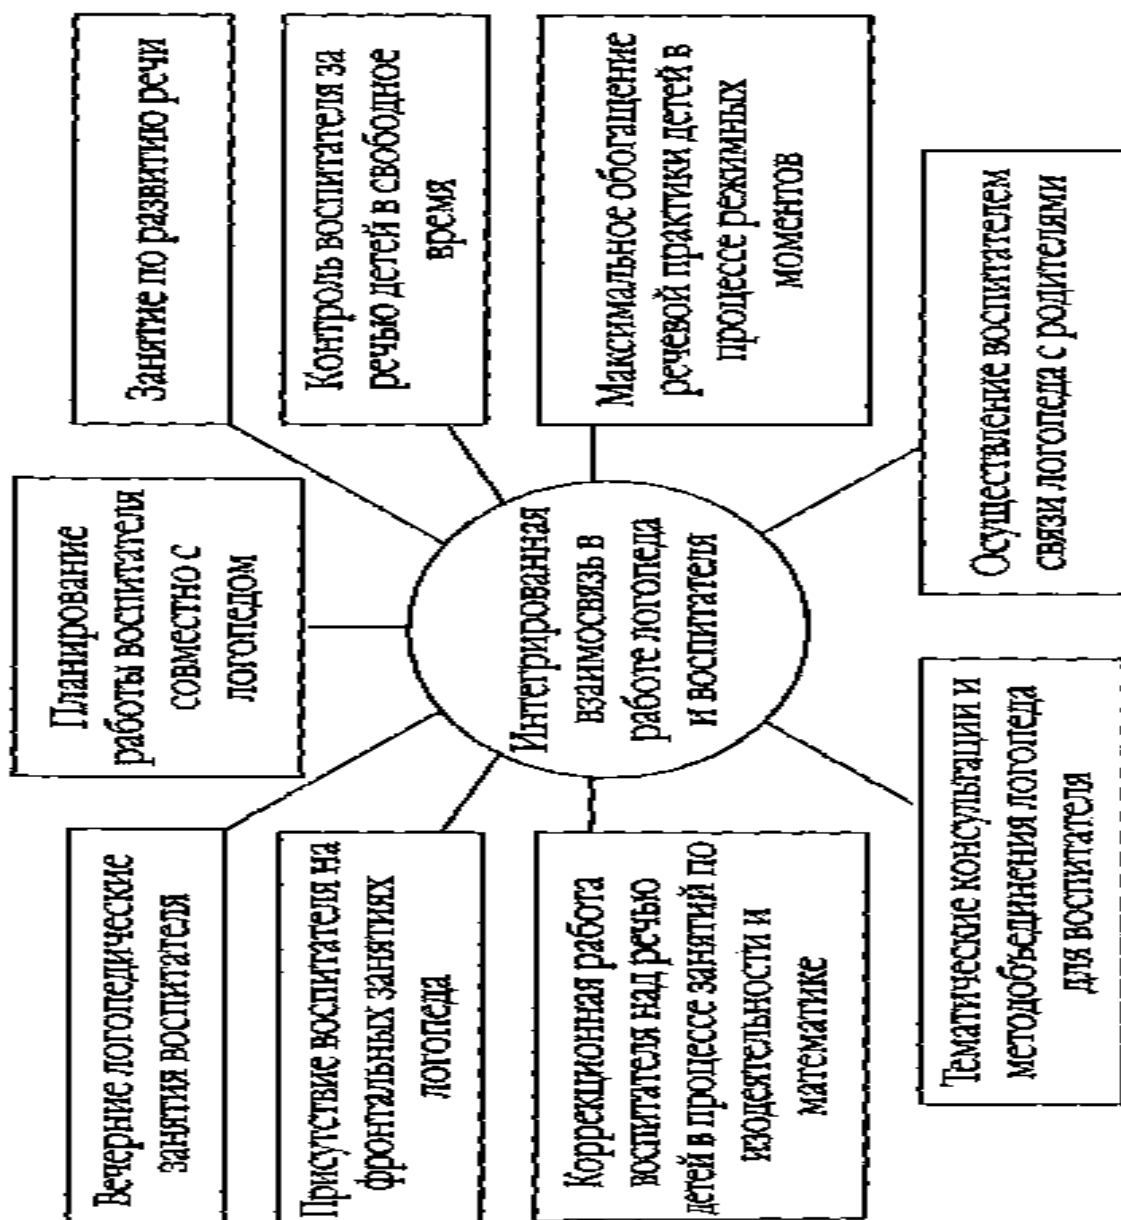 Вечерние логопедические
занятия воспитателя
Планирование
работы воспитателя
совместно с
логопедом
Занятие по развитию речи
Присутствие воспитателя на
фронтальных занятиях
логопеда
Контроль воспитателя за
речью детей в свободное
время
Интегрированная
взаимосвязь в
работе логопеда
и воспитателя
Коррекционная работа
воспитателя над речью
детей в процессе занятий по
изодеятельности и
математике
Максимальное обогащение
речевой практики детей в
процессе режимных
моментов
Тематические консультации и
методобъединения логопеда
для воспитателя
Осуществление воспитателем
связи логопеда с родителями